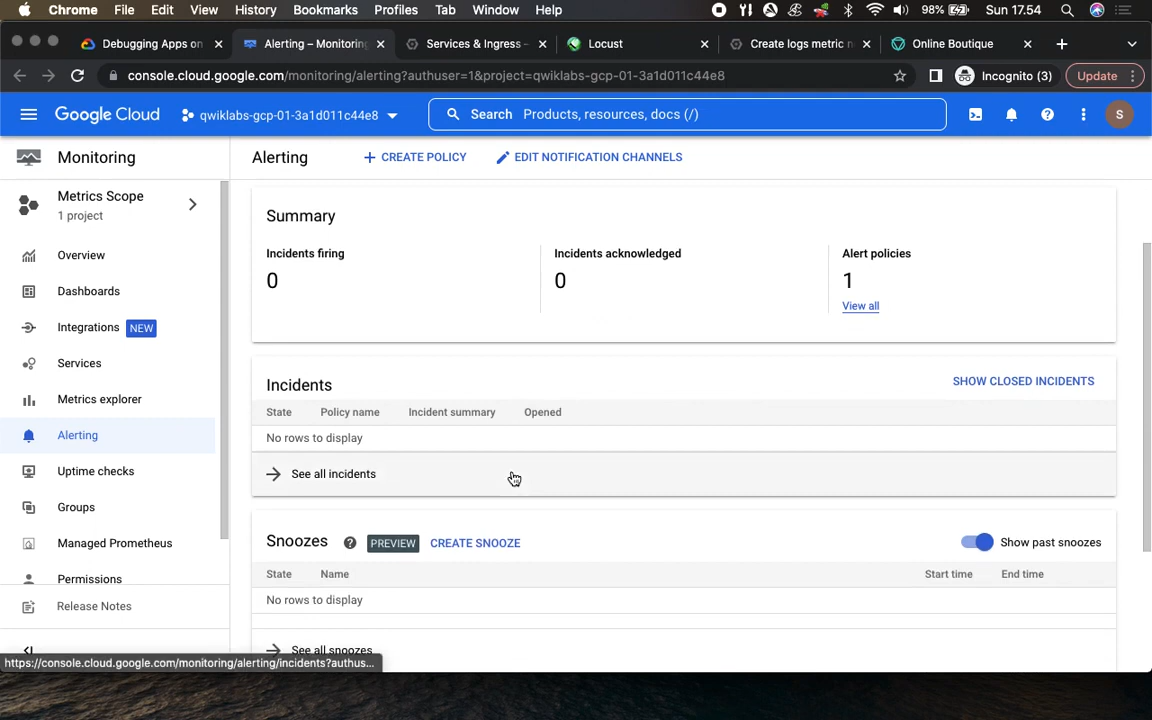 Chrome File Edit View History Bookmarks Profiles Tab Window Help 98% Sun 17.54
Debugging Apps on Alerting – Monitoring Services & Ingress - Locust Create logs metric n Online Boutique
console.cloud.google.com/monitoring/alerting?authuser=1&project=qwiklabs-gcp-01-3a1d011c44e8 Incognito (3) Update
Google Cloud qwiklabs-gcp-01-3a1d011c44e8 Search Products, resources, docs (/) S
Monitoring Alerting CREATE POLICY EDIT NOTIFICATION CHANNELS
Metrics Scope
1 project
Overview
Dashboards
Integrations NEW
Services
Metrics explorer
Alerting
Uptime checks
Groups
Managed Prometheus
Permissions
Release Notes
Summary
Incidents firing Incidents acknowledged Alert policies
0 0 1
View all
Incidents SHOW CLOSED INCIDENTS
State Policy name Incident summary Opened
No rows to display
See all incidents
Snoozes PREVIEW CREATE SNOOZE Show past snoozes
State Name Start time End time
No rows to display
See all snoozes
https://console.cloud.google.com/monitoring/alerting/incidents?authus...